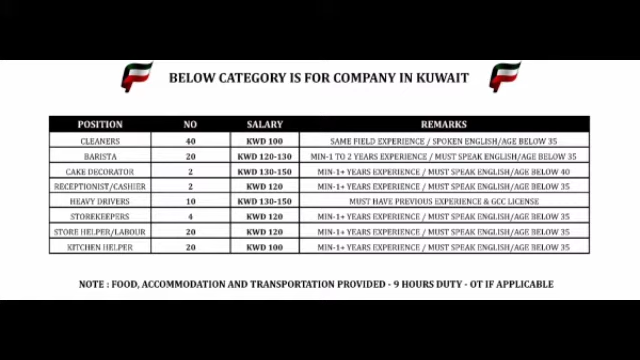 BELOW CATEGORY IS FOR COMPANY IN KUWAIT
POSITION NO SALARY REMARKS
CLEANERS 40 KWD 100 SAME FIELD EXPERIENCE / SPOKEN ENGLISH/AGE BELOW 35
BARISTA 20 KWD 120-130 MIN-1 TO 2 YEARS EXPERIENCE / MUST SPEAK ENGLISH/AGE BELOW 35
CAKE DECORATOR 2 KWD 130-150 MIN-1+ YEARS EXPERIENCE / MUST SPEAK ENGLISH/AGE BELOW 40
RECEPTIONIST/CASHIER 2 KWD 120 MIN-1+ YEARS EXPERIENCE / MUST SPEAK ENGLISH/AGE BELOW 35
HEAVY DRIVERS 10 KWD 130-150 MUST HAVE PREVIOUS EXPERIENCE & GCC LICENSE
STOREKEEPERS 4 KWD 120 MIN-1+ YEARS EXPERIENCE / MUST SPEAK ENGLISH/AGE BELOW 35
STORE HELPER/LABOUR 20 KWD 120 MIN-1+ YEARS EXPERIENCE / MUST SPEAK ENGLISH/AGE BELOW 35
KITCHEN HELPER 20 KWD 100 MIN-1+ YEARS EXPERIENCE / MUST SPEAK ENGLISH/AGE BELOW 35
NOTE : FOOD, ACCOMMODATION AND TRANSPORTATION PROVIDED - 9 HOURS DUTY - OT IF APPLICABLE